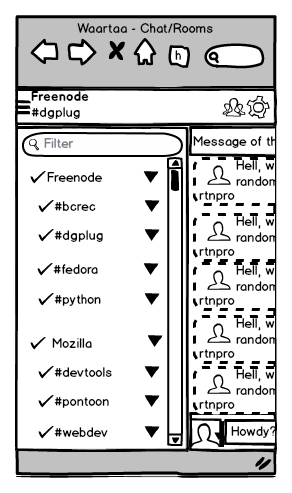 Waartaa - Chat/Rooms
h
Freenode
#dgplug
Filter
Freenode
#bcrec
#dgplug
#fedora
#python
Mozilla
#devtools
#pontoon
#webdev
Message of th
Hell, w
random
rtnpro
Hell, w
random
rtnpro
Hell, w
random
rtnpro
Hell, w
random
rtnpro
Hell, w
random
rtnpro
Howdy?